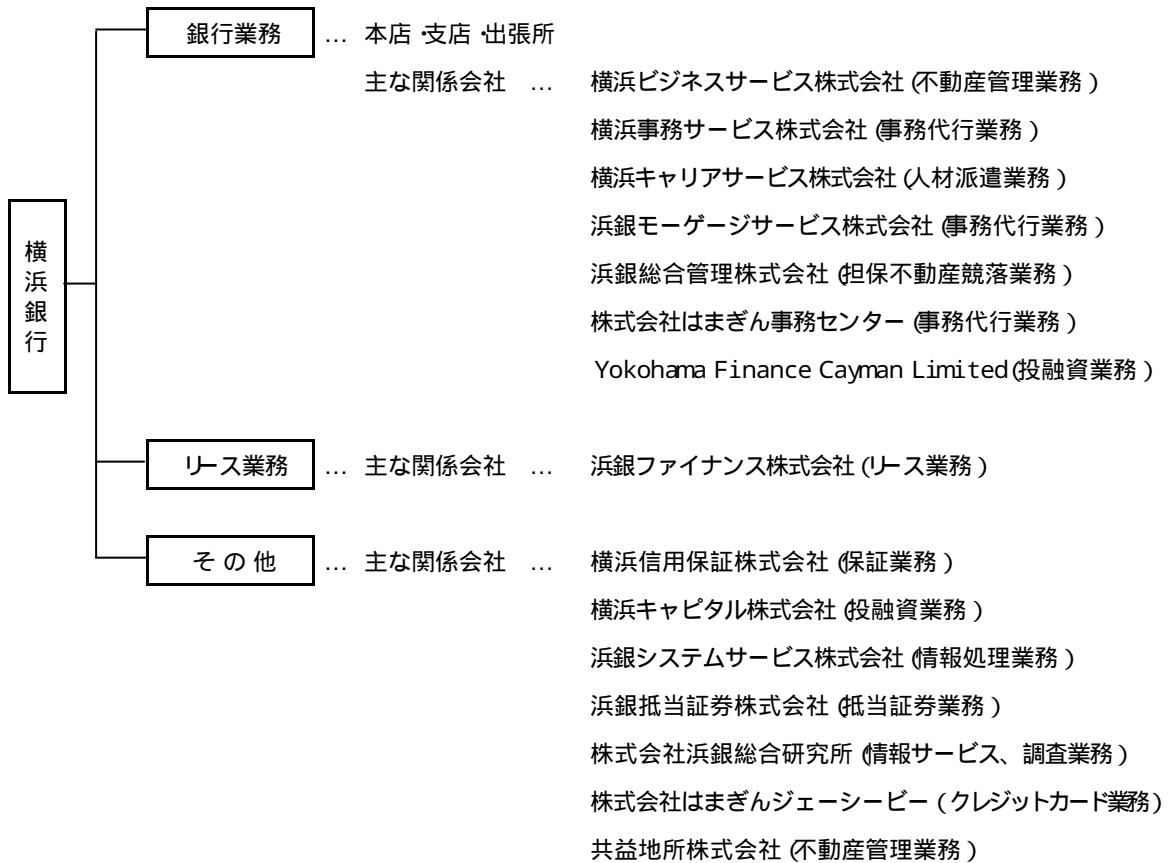 銀行業務 … 本店・支店・出張所
主な関係会社 … 横浜ビジネスサービス株式会社(不動産管理業務)
横浜事務サービス株式会社(事務代行業務)
横浜キャリアサービス株式会社(人材派遣業務)
浜銀モーゲージサービス株式会社(事務代行業務)
浜銀総合管理株式会社(担保不動産競落業務)
株式会社はまぎん事務センター(事務代行業務)
Yokohama Finance Cayman Limited(投融資業務)
横浜銀行
リース業務 … 主な関係会社 … 浜銀ファイナンス株式会社(リース業務)
その他 … 主な関係会社 … 横浜信用保証株式会社(保証業務)
横浜キャピタル株式会社(投融資業務)
浜銀システムサービス株式会社(情報処理業務)
浜銀抵当証券株式会社(抵当証券業務)
株式会社浜銀総合研究所(情報サービス、調査業務)
株式会社はまぎんジェーシービー(クレジットカード業務)
共益地所株式会社(不動産管理業務)